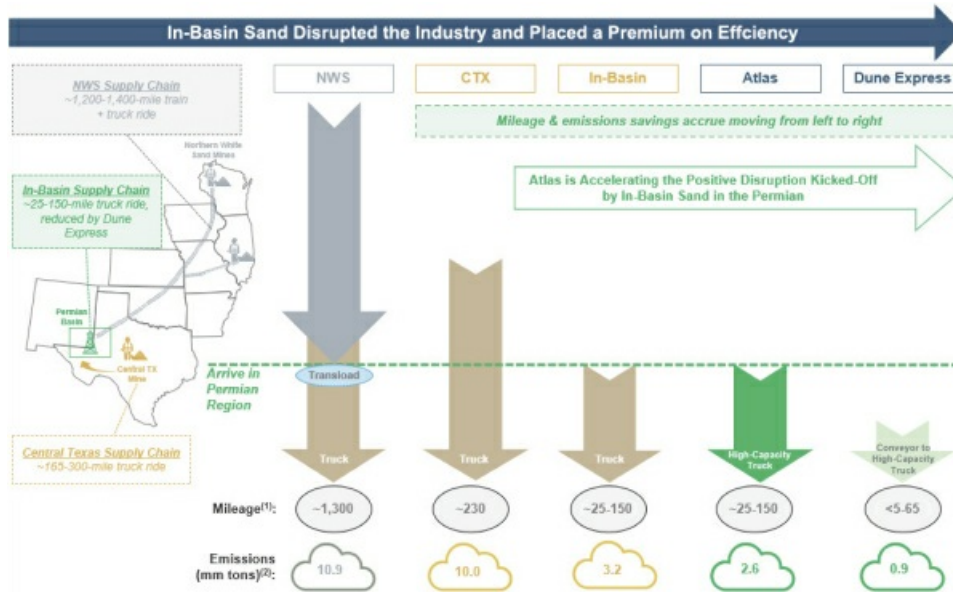 In-Basin Sand Disrupted the Industry and Placed a Premium on Effciency
NWS
CTX
In-Basin
Atlas
Dune Express
NWS Supply Chain
~1,200-1,400-mile train
+ truck ride
Mileage & emissions savings accrue moving from left to right
Northern White
Sand Mines
In-Basin Supply Chain
~25-150-mile truck ride,
reduced by Dune
Express
Atlas is Accelerating the Positive Disruption Kicked-Off
by In-Basin Sand in the Permian
Permian
Basin
Central TX
Mine
Arrive in
Permian
Region
Transload
Central Texas Supply Chain
~165-300-mile truck ride
Truck
Truck
Truck
High-Capacity
Truck
Conveyor to
High-Capacity
Truck
Mileage(1):
~1,300
~230
~25-150
~25-150
<5-65
Emissions
(mm tons)(2):
10.9
10.0
3.2
2.6
0.9